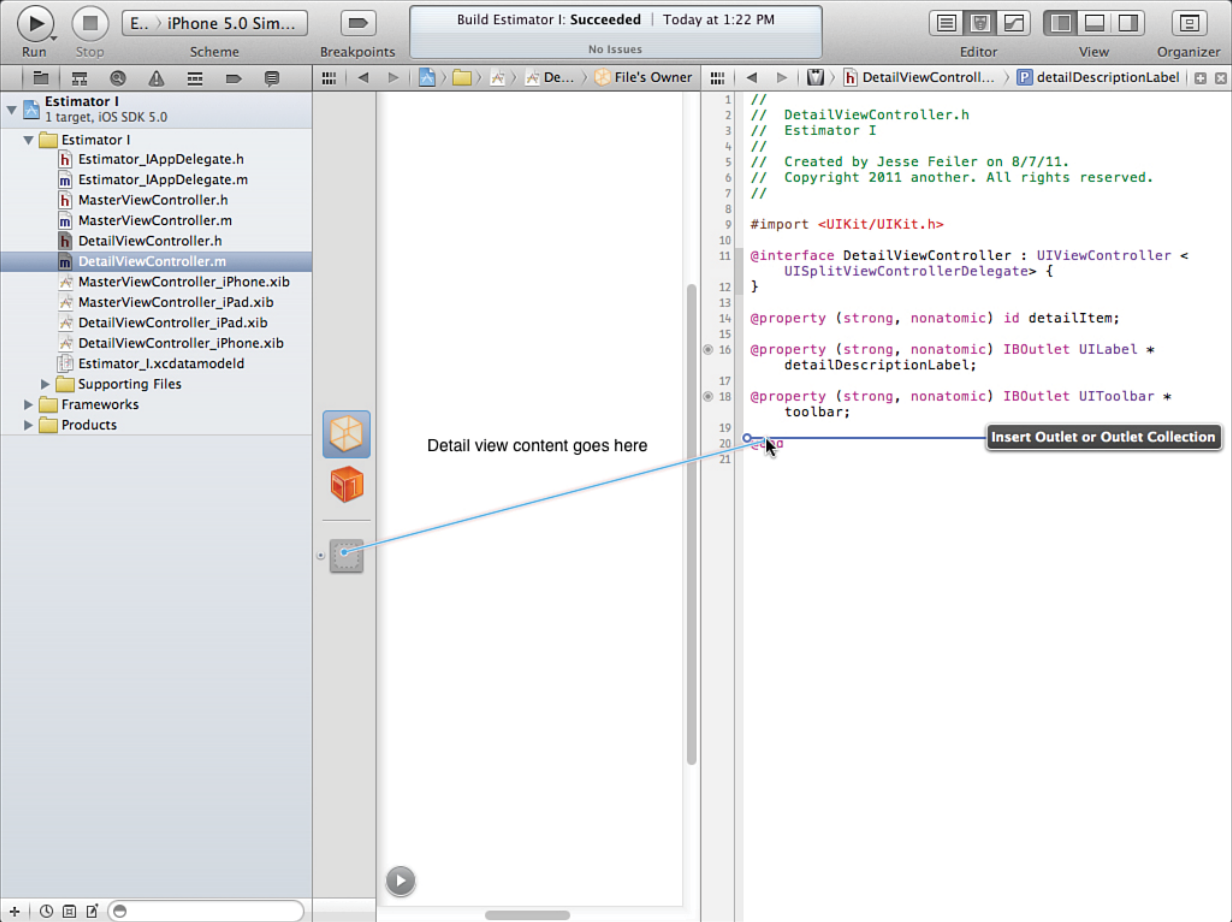 E.. 〉 iPhone 5.0 Sim...
Build Estimator I: Succeeded | Today at 1:22 PM
No Issues
Run
Stop
Scheme
Breakpoints
Editor
View
Organizer
De...
File's Owner
h DetailViewControll...
P detailDescriptionLabel
Estimator I
1 target, iOS SDK 5.0
Estimator I
h Estimator_IAppDelegate.h
m Estimator_IAppDelegate.m
h MasterViewController.h
m MasterViewController.m
h DetailViewController.h
m DetailViewController.m
MasterViewController_iPhone.xib
MasterViewController_iPad.xib
DetailViewController_iPad.xib
DetailViewController_iPhone.xib
Estimator_I.xcdatamodeld
Supporting Files
Frameworks
Products
Detail view content goes here
1 //
2 //  DetailViewController.h
3 //  Estimator I
4 //
5 //  Created by Jesse Feiler on 8/7/11.
6 //  Copyright 2011 another. All rights reserved.
7 //
8
9 #import <UIKit/UIKit.h>
10
11 @interface DetailViewController : UIViewController <
UISplitViewControllerDelegate> {
12 }
13
14 @property (strong, nonatomic) id detailItem;
15
16 @property (strong, nonatomic) IBOutlet UILabel *
detailDescriptionLabel;
17
18 @property (strong, nonatomic) IBOutlet UIToolbar *
toolbar;
19
20 @end
21
Insert Outlet or Outlet Collection